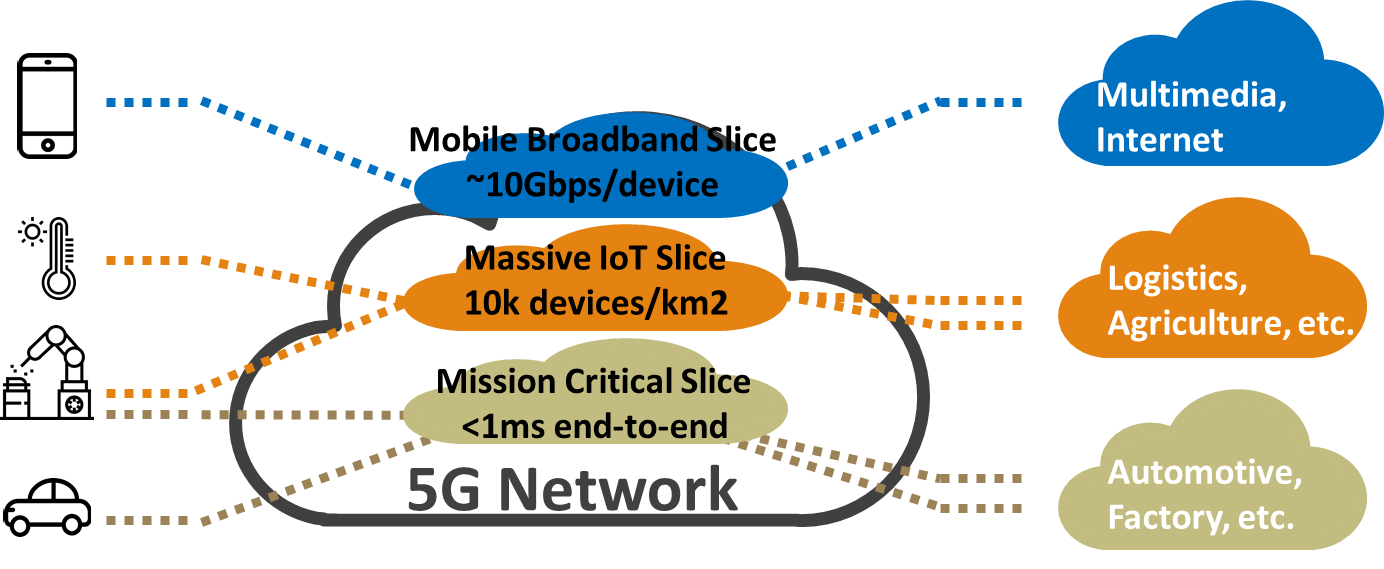 Mobile Broadband Slice
~10Gbps/device
Massive IoT Slice
10k devices/km2
Mission Critical Slice
<1ms end-to-end
5G Network
Multimedia,
Internet
Logistics,
Agriculture, etc.
Automotive,
Factory, etc.